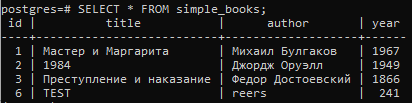 postgres=# SELECT * FROM simple_books;
 id |         title          |      author       | year
----+------------------------+-------------------+------
  1 | Мастер и Маргарита     | Михаил Булгаков   | 1967
  2 | 1984                   | Джордж Оруэлл     | 1949
  3 | Преступление и наказание | Федор Достоевский | 1866
  6 | TEST                   | reers             |  241